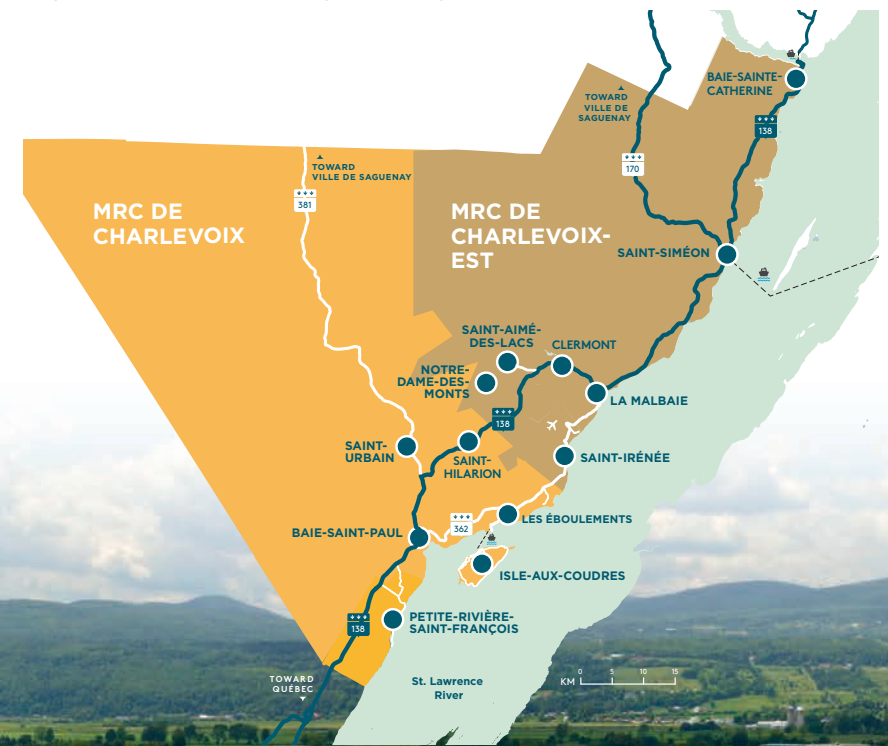 BAIE-SAINTE-
CATHERINE
TOWARD
VILLE DE
SAGUENAY
138
170
TOWARD
VILLE DE SAGUENAY
381
MRC DE
CHARLEVOIX
MRC DE
CHARLEVOIX-
EST
SAINT-SIMÉON
SAINT-AIMÉ-
DES-LACS
CLERMONT
NOTRE-
DAME-DES-
MONTS
LA MALBAIE
138
SAINT-
URBAIN
SAINT-
HILARION
SAINT-IRÉNÉE
LES ÉBOULEMENTS
362
BAIE-SAINT-PAUL
ISLE-AUX-COUDRES
PETITE-RIVIÈRE-
SAINT-FRANÇOIS
138
TOWARD
QUÉBEC
St. Lawrence
River
KM 0 5 10 15